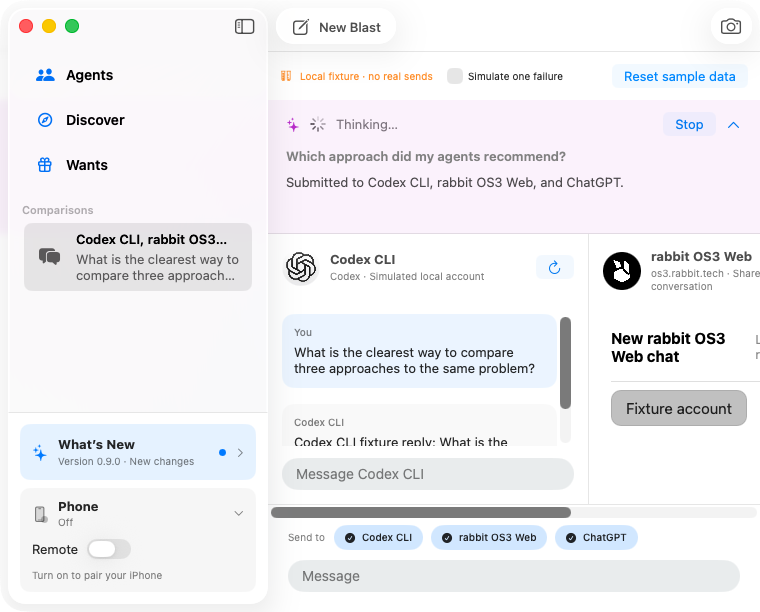 New Blast
Agents
Discover
Wants
Comparisons
Codex CLI, rabbit OS3...
What is the clearest way to
compare three approach...
What's New
Version 0.9.0 · New changes
Phone
Off
Remote
Turn on to pair your iPhone
Local fixture · no real sends
Simulate one failure
Reset sample data
Thinking...
Stop
Which approach did my agents recommend?
Submitted to Codex CLI, rabbit OS3 Web, and ChatGPT.
Codex CLI
Codex · Simulated local account
You
What is the clearest way to compare
three approaches to the same problem?
Codex CLI
Codex CLI fixture reply: What is the
Message Codex CLI
rabbit OS3 Web
os3.rabbit.tech · Share
conversation
New rabbit OS3
Web chat
Fixture account
Send to
Codex CLI
rabbit OS3 Web
ChatGPT
Message